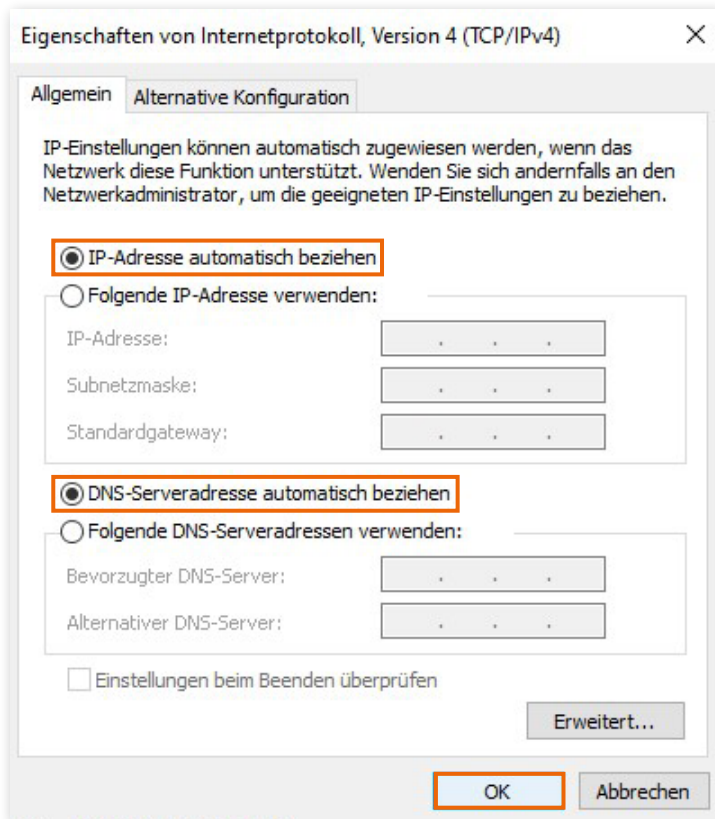 Eigenschaften von Internetprotokoll, Version 4 (TCP/IPv4)
Allgemein
Alternative Konfiguration
IP-Einstellungen können automatisch zugewiesen werden, wenn das
Netzwerk diese Funktion unterstützt. Wenden Sie sich andernfalls an den
Netzwerkadministrator, um die geeigneten IP-Einstellungen zu beziehen.
IP-Adresse automatisch beziehen
Folgende IP-Adresse verwenden:
IP-Adresse:
Subnetzmaske:
Standardgateway:
DNS-Serveradresse automatisch beziehen
Folgende DNS-Serveradressen verwenden:
Bevorzugter DNS-Server:
Alternativer DNS-Server:
Einstellungen beim Beenden überprüfen
Erweitert...
OK
Abbrechen